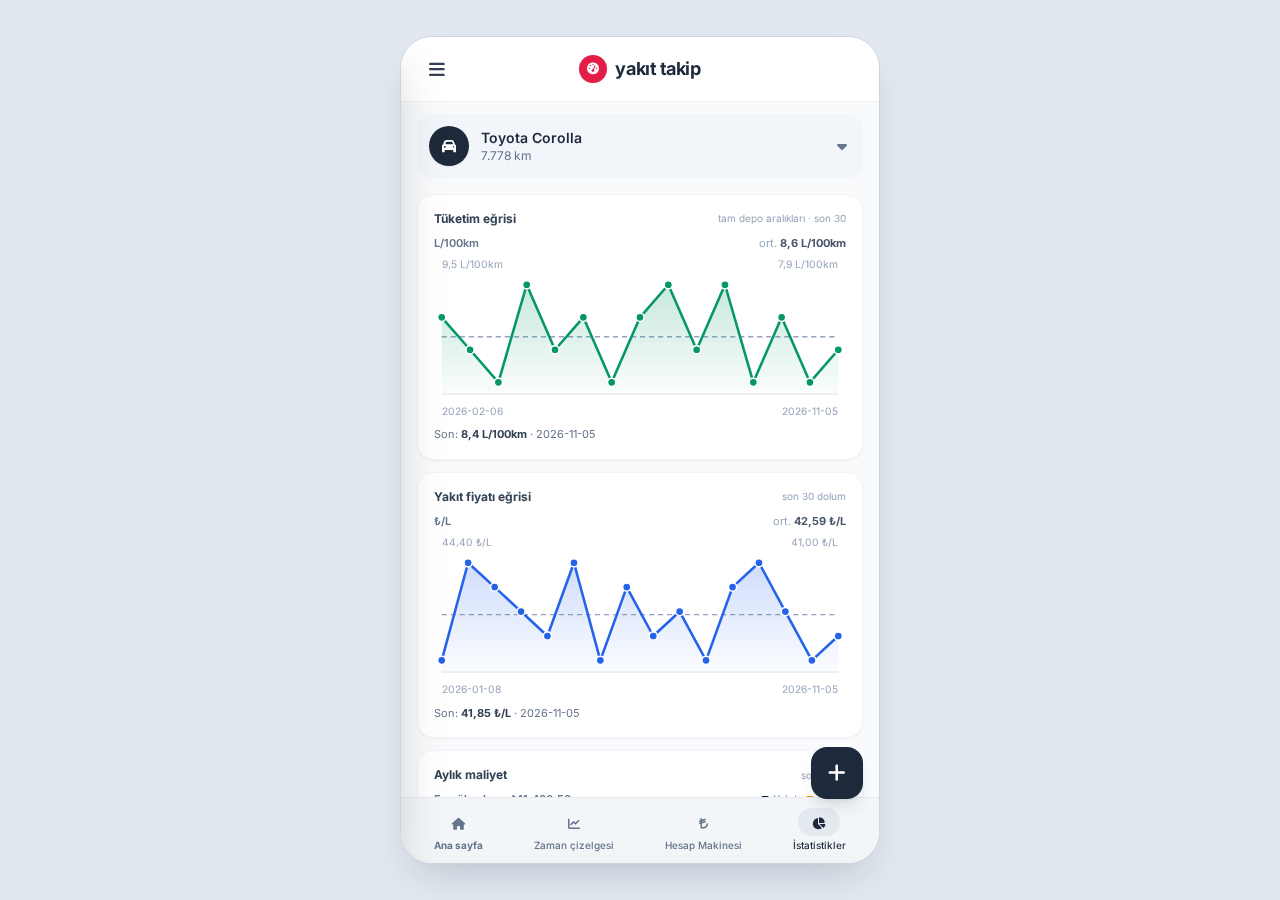 yakıt takip
Toyota Corolla
7.778 km
Tüketim eğrisi
tam depo aralıkları · son 30
L/100km
ort. 8,6 L/100km
9,5 L/100km
7,9 L/100km
2026-02-06
2026-11-05
Son: 8,4 L/100km · 2026-11-05
Yakıt fiyatı eğrisi
son 30 dolum
₺/L
ort. 42,59 ₺/L
44,40 ₺/L
41,00 ₺/L
2026-01-08
2026-11-05
Son: 41,85 ₺/L · 2026-11-05
Aylık maliyet
Ana sayfa
Zaman çizelgesi
Hesap Makinesi
İstatistikler